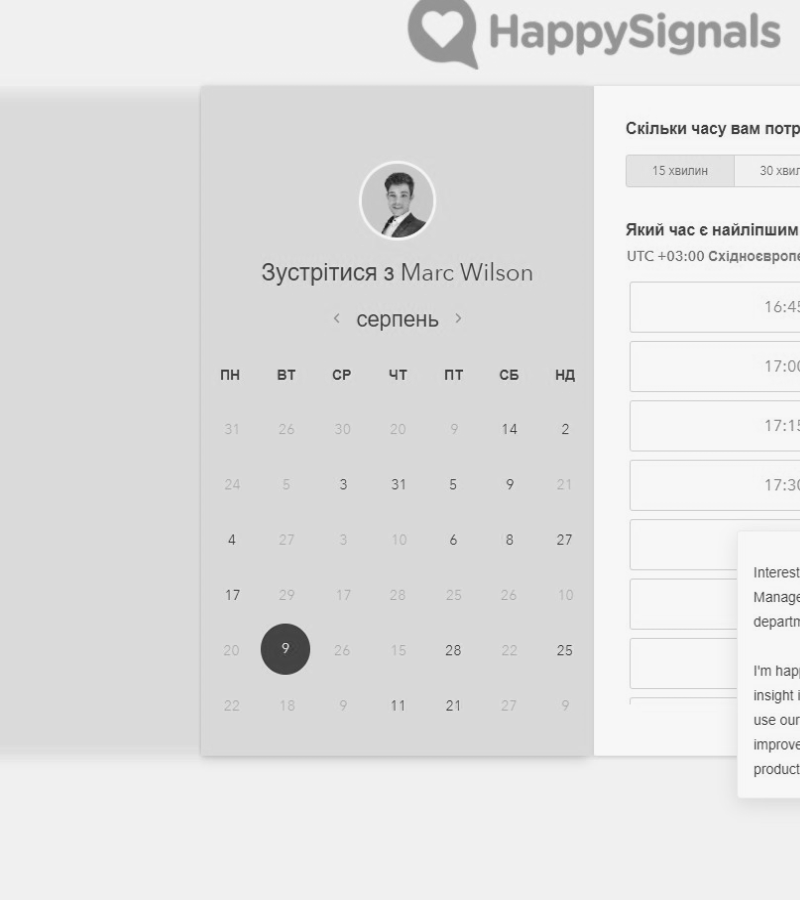 HappySignals
Зустрітися з Marc Wilson
‹ серпень ›
ПН ВТ СР ЧТ ПТ СБ НД
31 26 30 20 9 14 2
24 5 3 31 5 9 21
4 27 3 10 6 8 27
17 29 17 28 25 26 10
20 9 26 15 28 22 25
22 18 9 11 21 27 9
Скільки часу вам потр
15 хвилин 30 хвил
Який час є найліпшим
UTC +03:00 Східноєвропе
16:45
17:00
17:15
17:30
Interest
Manage
departm
I'm happ
insight i
use our
improve
product